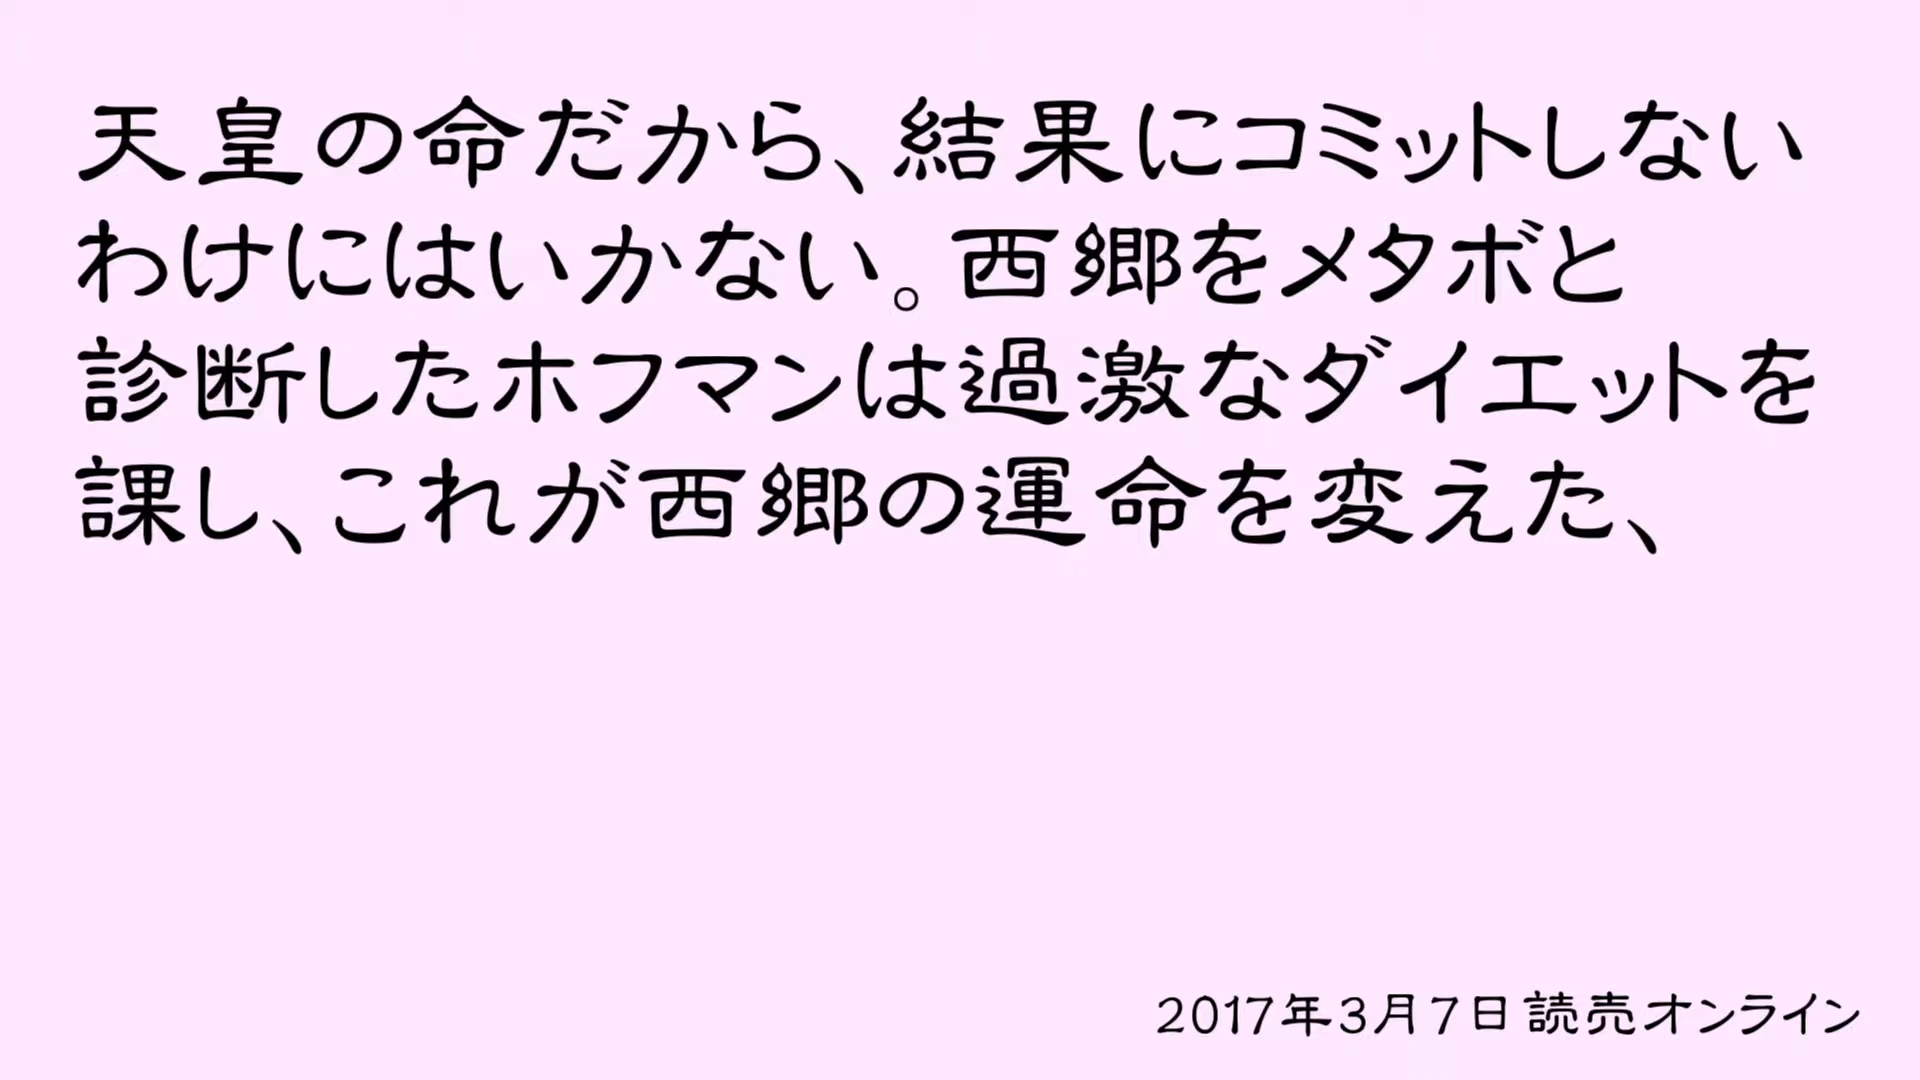 天皇の命だから、結果にコミットしない
わけにはいかない。西郷をメタボと
診断したホフマンは過激なダイエットを
課し、これが西郷の運命を変えた、
2017年3月7日読売オンライン